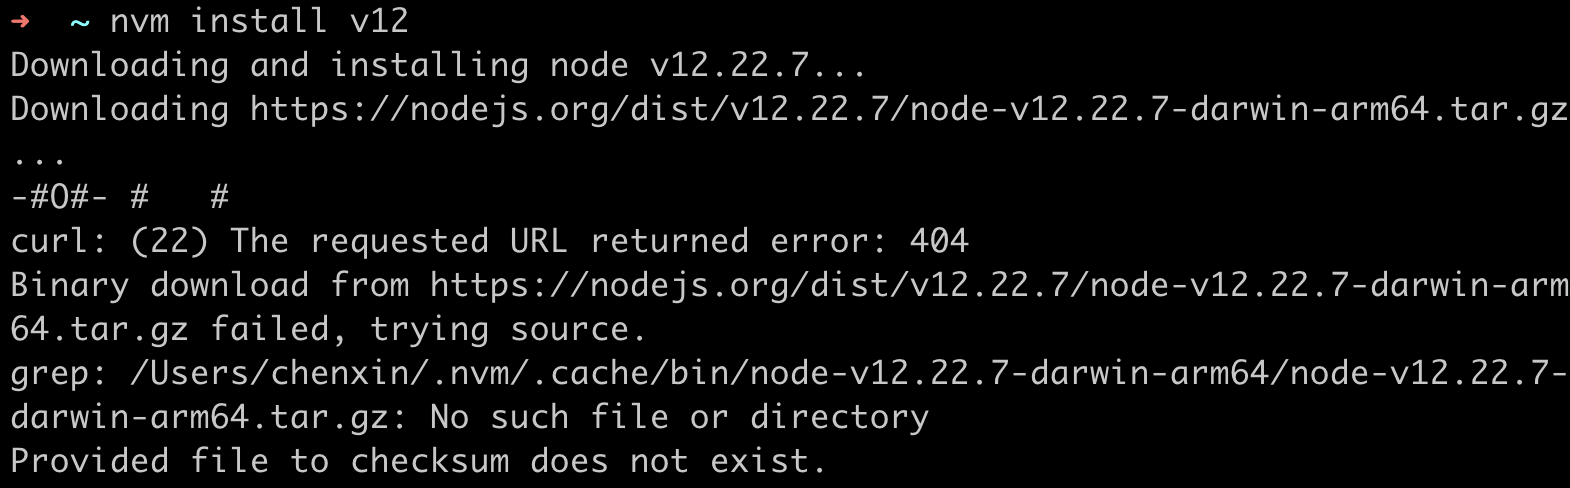 ➜  ~ nvm install v12
Downloading and installing node v12.22.7...
Downloading https://nodejs.org/dist/v12.22.7/node-v12.22.7-darwin-arm64.tar.gz
...
-#O#- #   #
curl: (22) The requested URL returned error: 404
Binary download from https://nodejs.org/dist/v12.22.7/node-v12.22.7-darwin-arm
64.tar.gz failed, trying source.
grep: /Users/chenxin/.nvm/.cache/bin/node-v12.22.7-darwin-arm64/node-v12.22.7-
darwin-arm64.tar.gz: No such file or directory
Provided file to checksum does not exist.